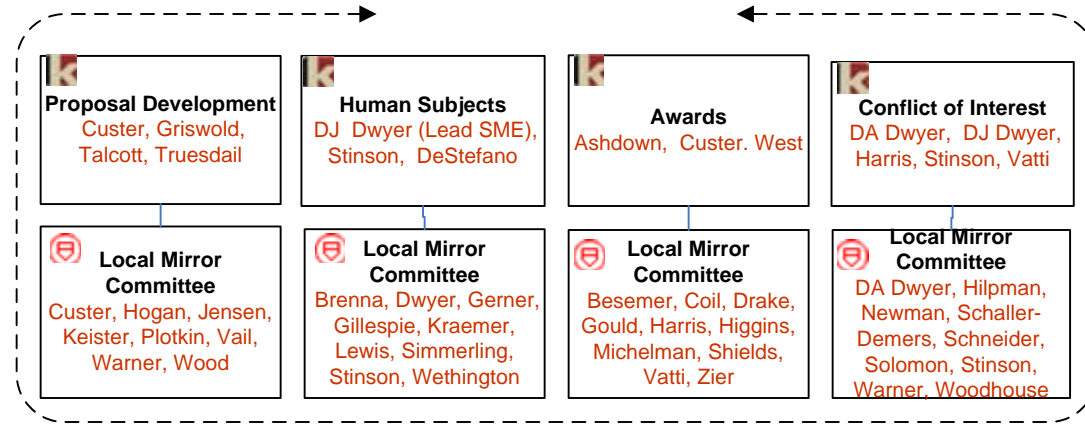 k
Proposal Development
Custer, Griswold,
Talcott, Truesdail
k
Human Subjects
DJ Dwyer (Lead SME),
Stinson, DeStefano
k
Awards
Ashdown, Custer. West
k
Conflict of Interest
DA Dwyer, DJ Dwyer,
Harris, Stinson, Vatti
Local Mirror
Committee
Custer, Hogan, Jensen,
Keister, Plotkin, Vail,
Warner, Wood
Local Mirror
Committee
Brenna, Dwyer, Gerner,
Gillespie, Kraemer,
Lewis, Simmerling,
Stinson, Wethington
Local Mirror
Committee
Besemer, Coil, Drake,
Gould, Harris, Higgins,
Michelman, Shields,
Vatti, Zier
Local Mirror
Committee
DA Dwyer, Hilpman,
Newman, Schaller-
Demers, Schneider,
Solomon, Stinson,
Warner, Woodhouse